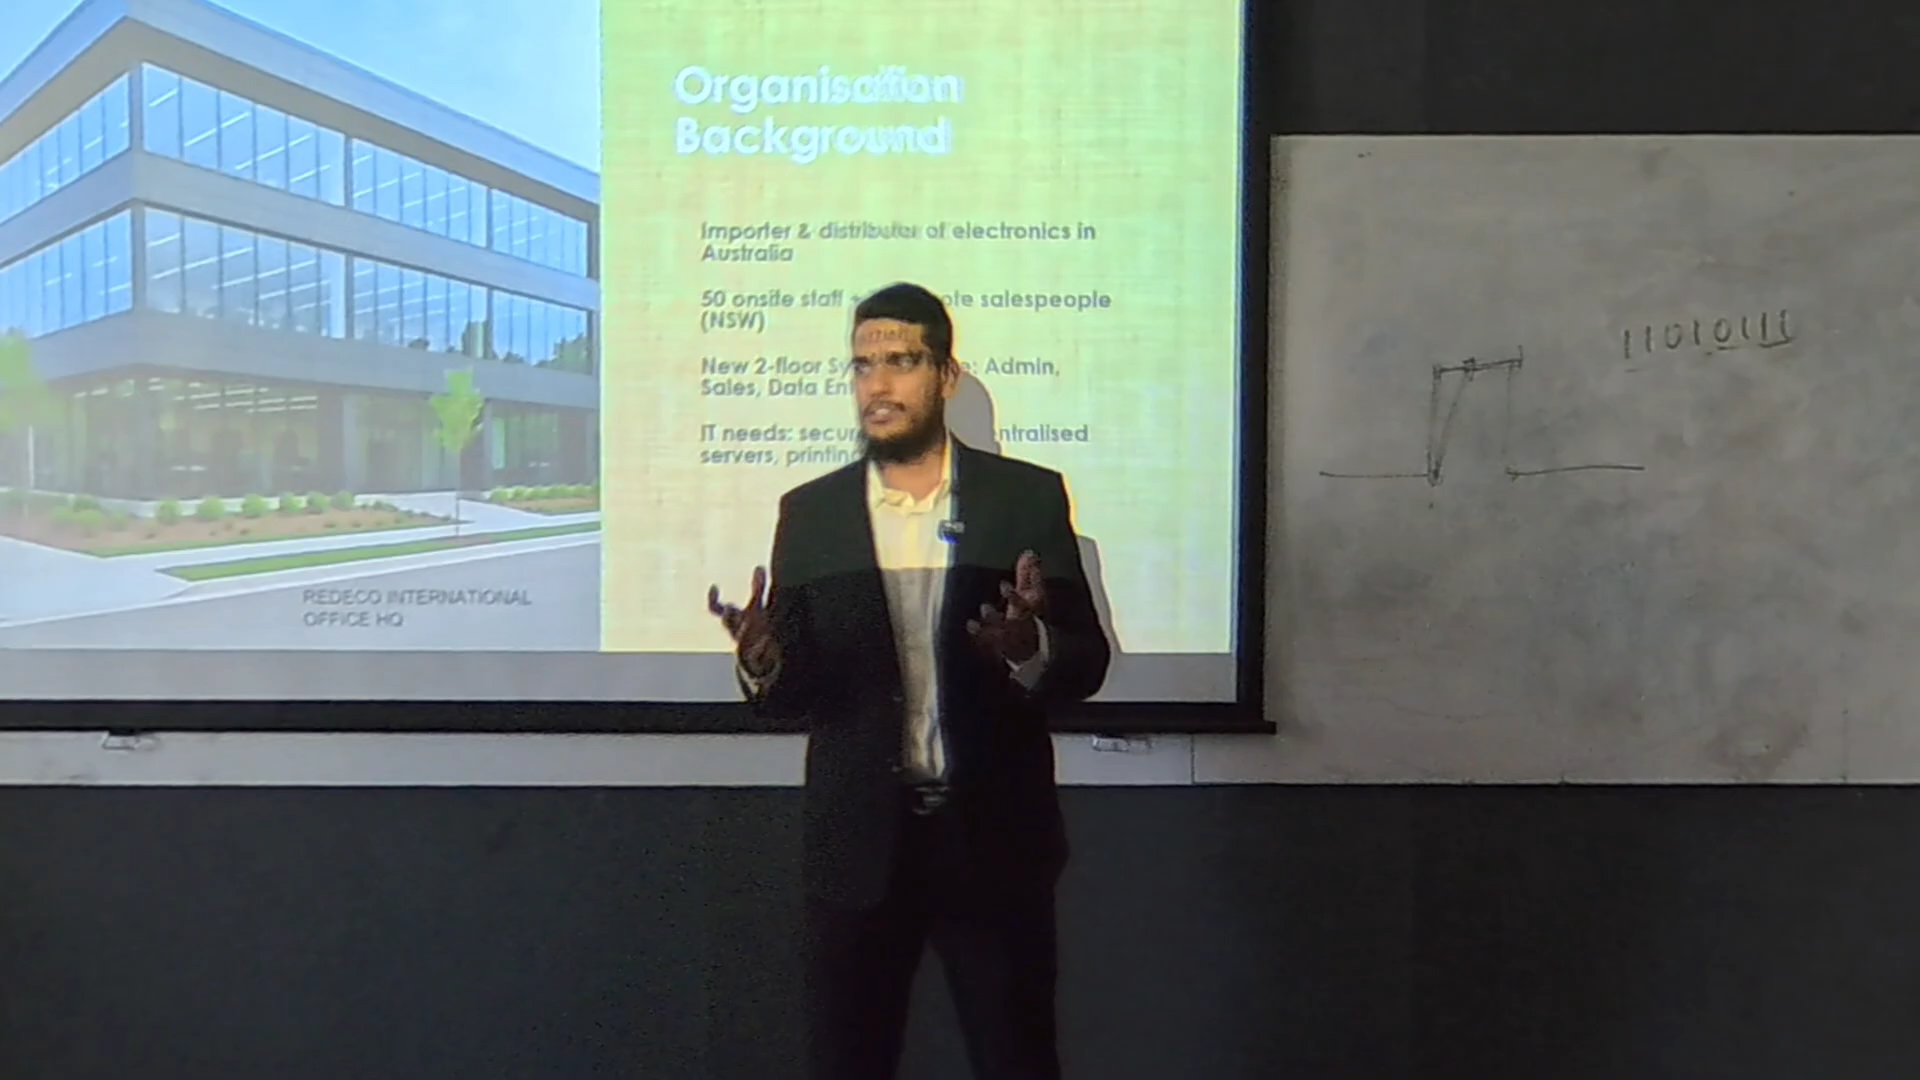 Organisation
Background
Importer & distributor of electronics in
Australia
50 onsite staff salespeople
(NSW)
New 2-floor Admin,
Sales, Data
IT needs:
servers, printing
REDECO INTERNATIONAL
OFFICE HQ
11010111